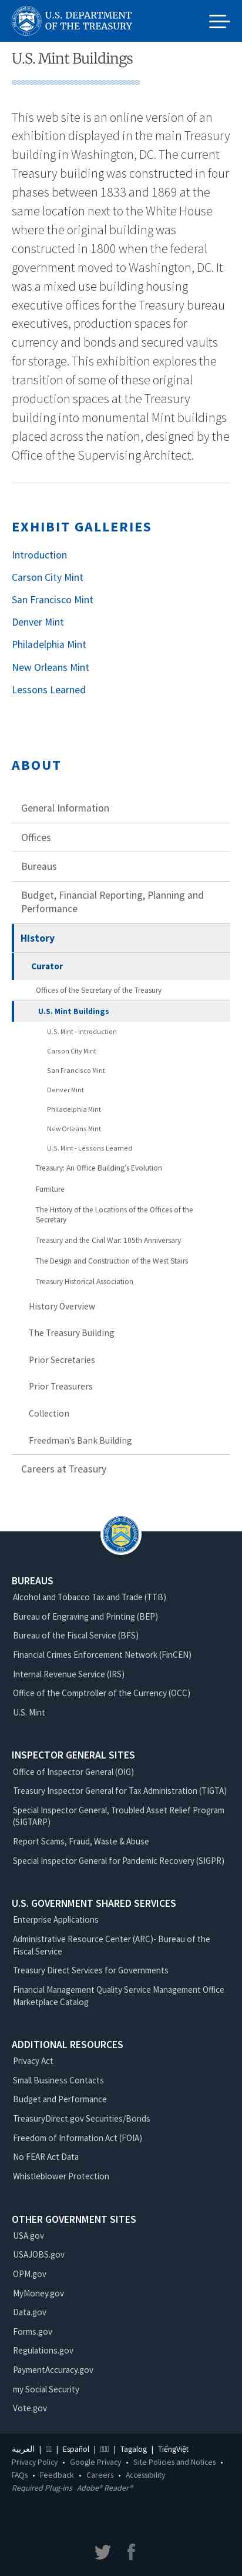 U.S. DEPARTMENT
OF THE TREASURY
U.S. Mint Buildings
This web site is an online version of an
exhibition displayed in the main Treasury
building in Washington, DC. The current
Treasury building was constructed in four
phases between 1833 and 1869 at the
same location next to the White House
where the original building was
constructed in 1800 when the federal
government moved to Washington, DC. It
was a mixed use building housing
executive offices for Treasury bureau
executives, production spaces for
currency and bonds and secured vaults
for storage. This exhibition explores the
transition of some of these original
production spaces at the Treasury
building into monumental Mint buildings
placed across the nation, designed by the
Office of the Supervising Architect.
EXHIBIT GALLERIES
Introduction
Carson City Mint
San Francisco Mint
Denver Mint
Philadelphia Mint
New Orleans Mint
Lessons Learned
ABOUT
General Information
Offices
Bureaus
Budget, Financial Reporting, Planning and
Performance
History
Curator
Offices of the Secretary of the Treasury
U.S. Mint Buildings
U.S. Mint - Introduction
Carson City Mint
San Francisco Mint
Denver Mint
Philadelphia Mint
New Orleans Mint
U.S. Mint - Lessons Learned
Treasury: An Office Building's Evolution
Furniture
The History of the Locations of the Offices of the
Secretary
Treasury and the Civil War: 105th Anniversary
The Design and Construction of the West Stairs
Treasury Historical Association
History Overview
The Treasury Building
Prior Secretaries
Prior Treasurers
Collection
Freedman's Bank Building
Careers at Treasury
BUREAUS
Alcohol and Tobacco Tax and Trade (TTB)
Bureau of Engraving and Printing (BEP)
Bureau of the Fiscal Service (BFS)
Financial Crimes Enforcement Network (FinCEN)
Internal Revenue Service (IRS)
Office of the Comptroller of the Currency (OCC)
U.S. Mint
INSPECTOR GENERAL SITES
Office of Inspector General (OIG)
Treasury Inspector General for Tax Administration (TIGTA)
Special Inspector General, Troubled Asset Relief Program
(SIGTARP)
Report Scams, Fraud, Waste & Abuse
Special Inspector General for Pandemic Recovery (SIGPR)
U.S. GOVERNMENT SHARED SERVICES
Enterprise Applications
Administrative Resource Center (ARC)- Bureau of the
Fiscal Service
Treasury Direct Services for Governments
Financial Management Quality Service Management Office
Marketplace Catalog
ADDITIONAL RESOURCES
Privacy Act
Small Business Contacts
Budget and Performance
TreasuryDirect.gov Securities/Bonds
Freedom of Information Act (FOIA)
No FEAR Act Data
Whistleblower Protection
OTHER GOVERNMENT SITES
USA.gov
USAJOBS.gov
OPM.gov
MyMoney.gov
Data.gov
Forms.gov
Regulations.gov
PaymentAccuracy.gov
my Social Security
Vote.gov
العربية | | Español | | Tagalog | TiếngViệt
Privacy Policy • Google Privacy • Site Policies and Notices •
FAQs • Feedback • Careers • Accessibility
Required Plug-ins Adobe® Reader®